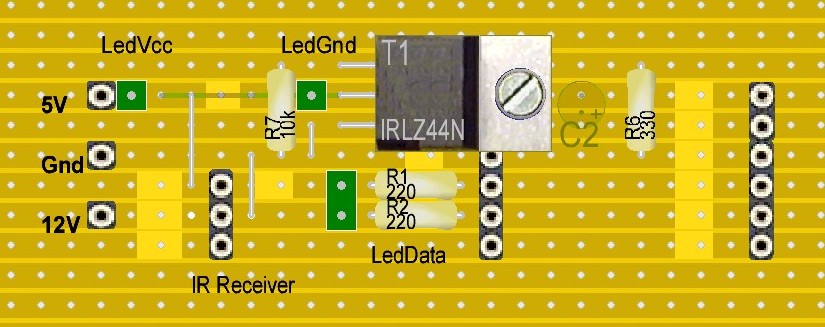 LedVcc
LedGnd
T1
5V
R7
10k
IRLZ44N
+
C2
R6
330
Gnd
R1
220
R2
220
12V
LedData
IR Receiver